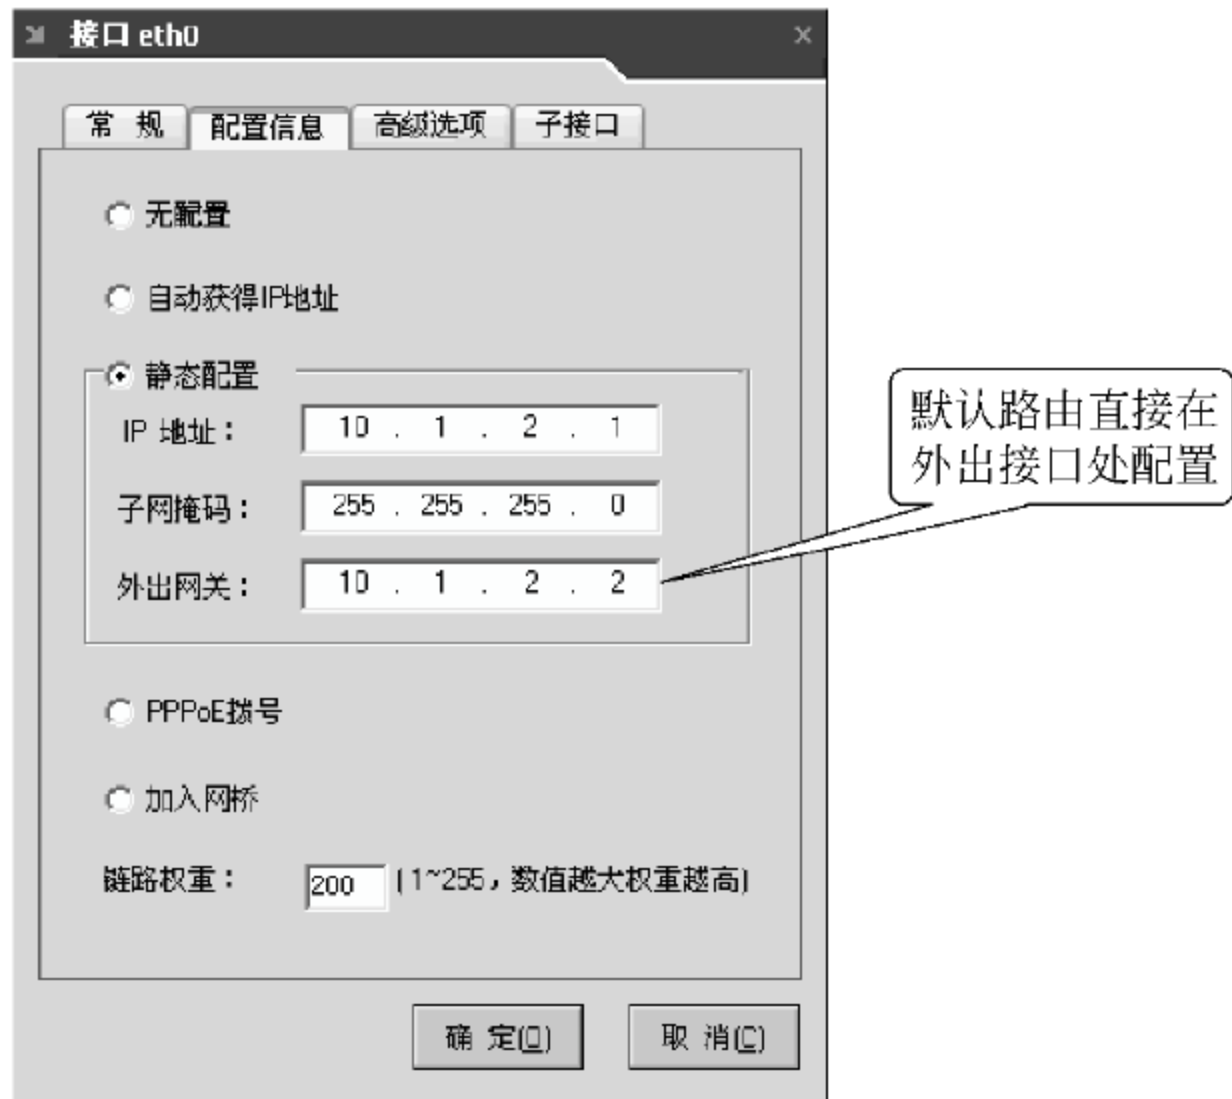 接口 eth0
常 规 配置信息 高级选项 子接口
无配置
自动获得IP地址
静态配置
IP 地址： 10 . 1 . 2 . 1
子网掩码： 255 . 255 . 255 . 0
外出网关： 10 . 1 . 2 . 2
默认路由直接在
外出接口处配置
PPPoE拨号
加入网桥
链路权重： 200 (1~255，数值越大权重越高)
确 定(O) 取 消(C)